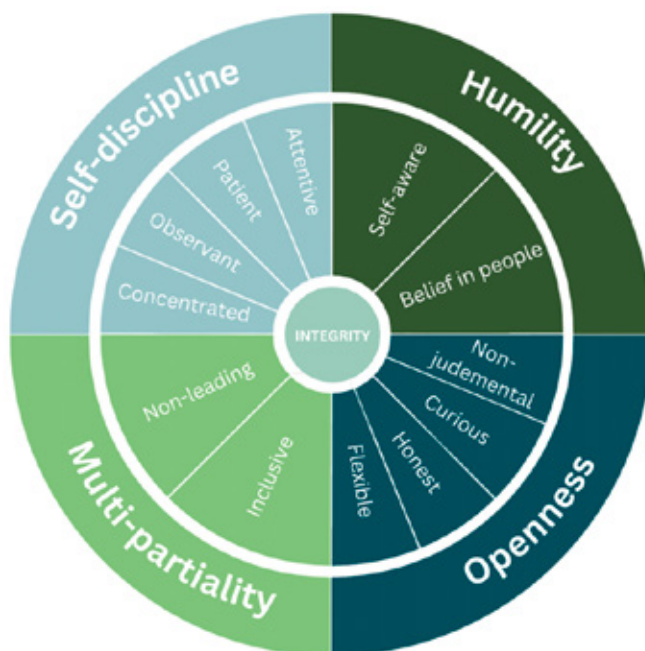 Self-discipline
Attentive
Patient
Observant
Concentrated
Humility
Self-aware
Belief in people
INTEGRITY
Multi-partiality
Non-leading
Inclusive
Openness
Non-
judemental
Curious
Honest
Flexible